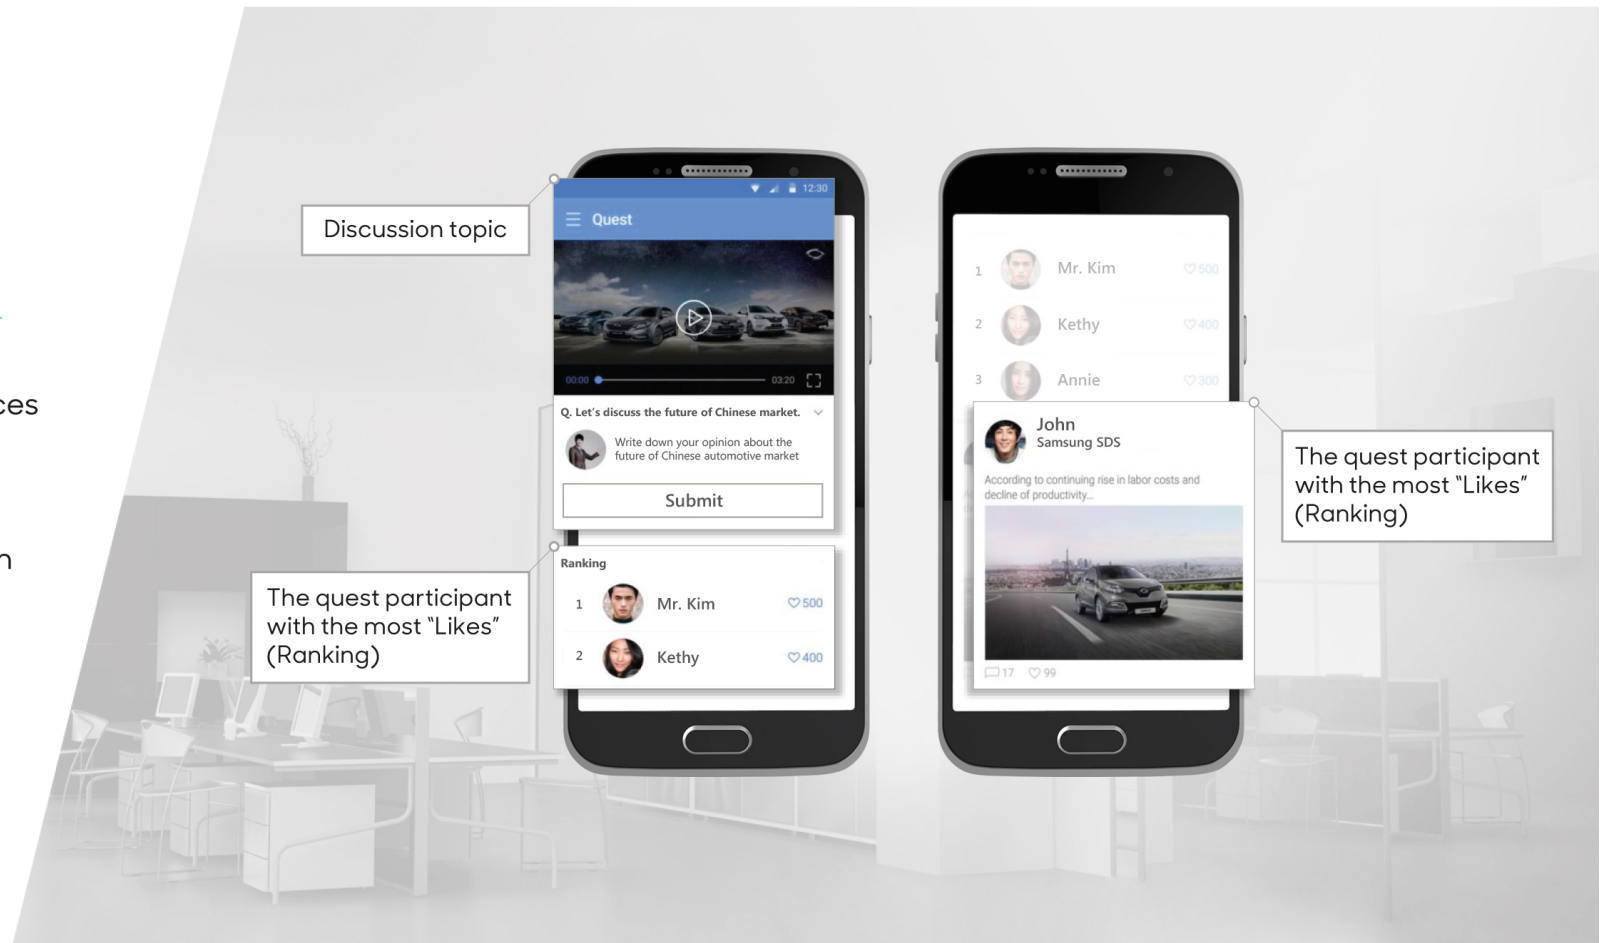 ces
n
Discussion topic
12:30
Quest
00:00
03:20
Q. Let's discuss the future of Chinese market.
Write down your opinion about the
future of Chinese automotive market
Submit
The quest participant
with the most “Likes”
(Ranking)
Ranking
1 Mr. Kim 500
2 Kethy 400
1 Mr. Kim 500
2 Kethy 400
3 Annie 300
John
Samsung SDS
According to continuing rise in labor costs and
decline of productivity...
17 99
The quest participant
with the most “Likes”
(Ranking)